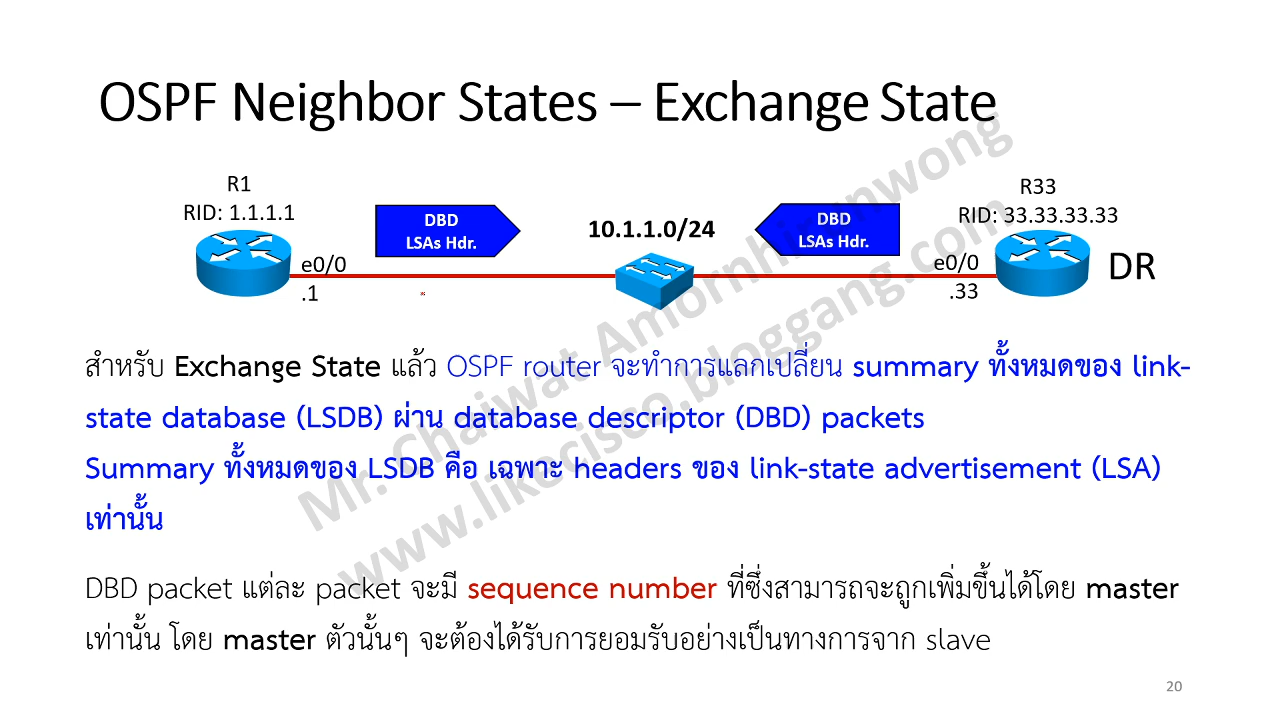 OSPF Neighbor States – Exchange State
R1
RID: 1.1.1.1
DBD
LSAs Hdr.
10.1.1.0/24
DBD
LSAs Hdr.
R33
RID: 33.33.33.33
e0/0
.1
e0/0
.33
DR
สำหรับ Exchange State แล้ว OSPF router จะทำการแลกเปลี่ยน summary ทั้งหมดของ link-
state database (LSDB) ผ่าน database descriptor (DBD) packets
Summary ทั้งหมดของ LSDB คือ เฉพาะ headers ของ link-state advertisement (LSA)
เท่านั้น
DBD packet แต่ละ packet จะมี sequence number ที่ซึ่งสามารถจะถูกเพิ่มขึ้นได้โดย master
เท่านั้น โดย master ตัวนั้นๆ จะต้องได้รับการยอมรับอย่างเป็นทางการจาก slave
Mr. Chaiwat Amornhirunwong
www.likecisco.bloggang.com
20